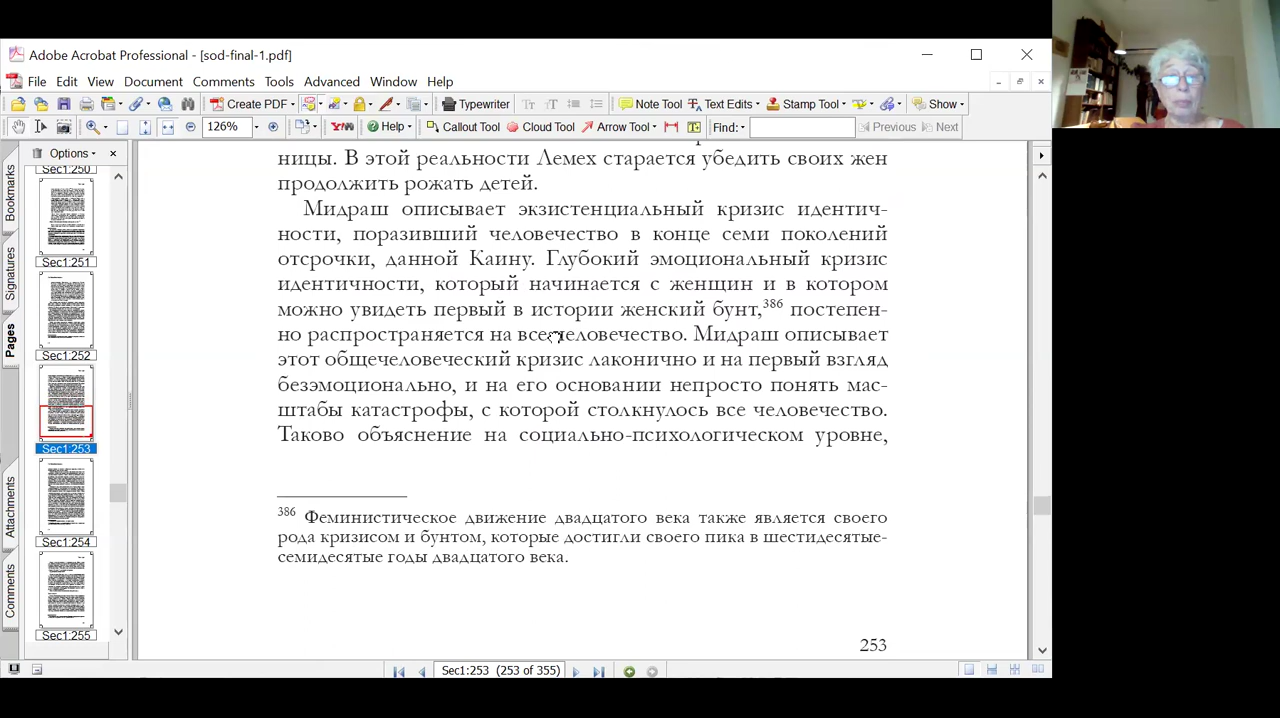 Adobe Acrobat Professional - [sod-final-1.pdf]
File Edit View Document Comments Tools Advanced Window Help
Create PDF Typewriter Note Tool Text Edits Stamp Tool Show
126% Help Callout Tool Cloud Tool Arrow Tool Find: Previous Next
Options
Bookmarks
Signatures
Pages
Attachments
Comments
Sec1:250
Sec1:251
Sec1:252
Sec1:253
Sec1:254
Sec1:255
ницы. В этой реальности Лемех старается убедить своих жен
продолжить рожать детей.
Мидраш описывает экзистенциальный кризис идентич-
ности, поразивший человечество в конце семи поколений
отсрочки, данной Каину. Глубокий эмоциональный кризис
идентичности, который начинается с женщин и в котором
можно увидеть первый в истории женский бунт,386 постепен-
но распространяется на все человечество. Мидраш описывает
этот общечеловеческий кризис лаконично и на первый взгляд
безэмоционально, и на его основании непросто понять мас-
штабы катастрофы, с которой столкнулось все человечество.
Таково объяснение на социально-психологическом уровне,
386 Феминистическое движение двадцатого века также является своего
рода кризисом и бунтом, которые достигли своего пика в шестидесятые-
семидесятые годы двадцатого века.
253
Sec1:253 (253 of 355)